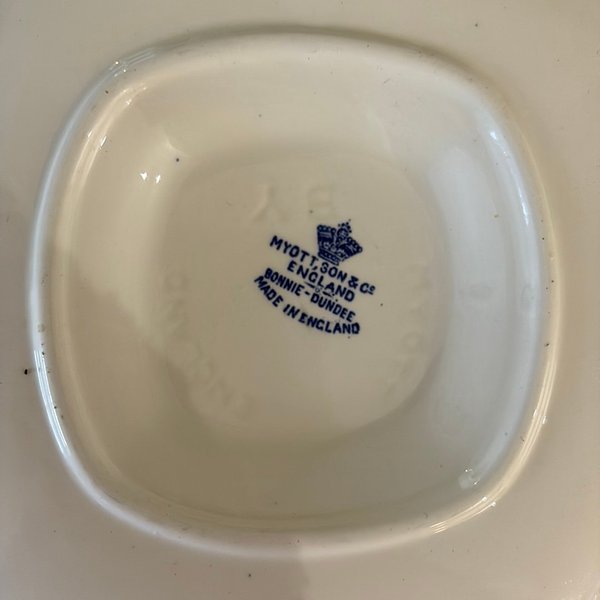 MYOTT, SON & Co
ENGLAND
BONNIE-DUNDEE
MADE IN ENGLAND